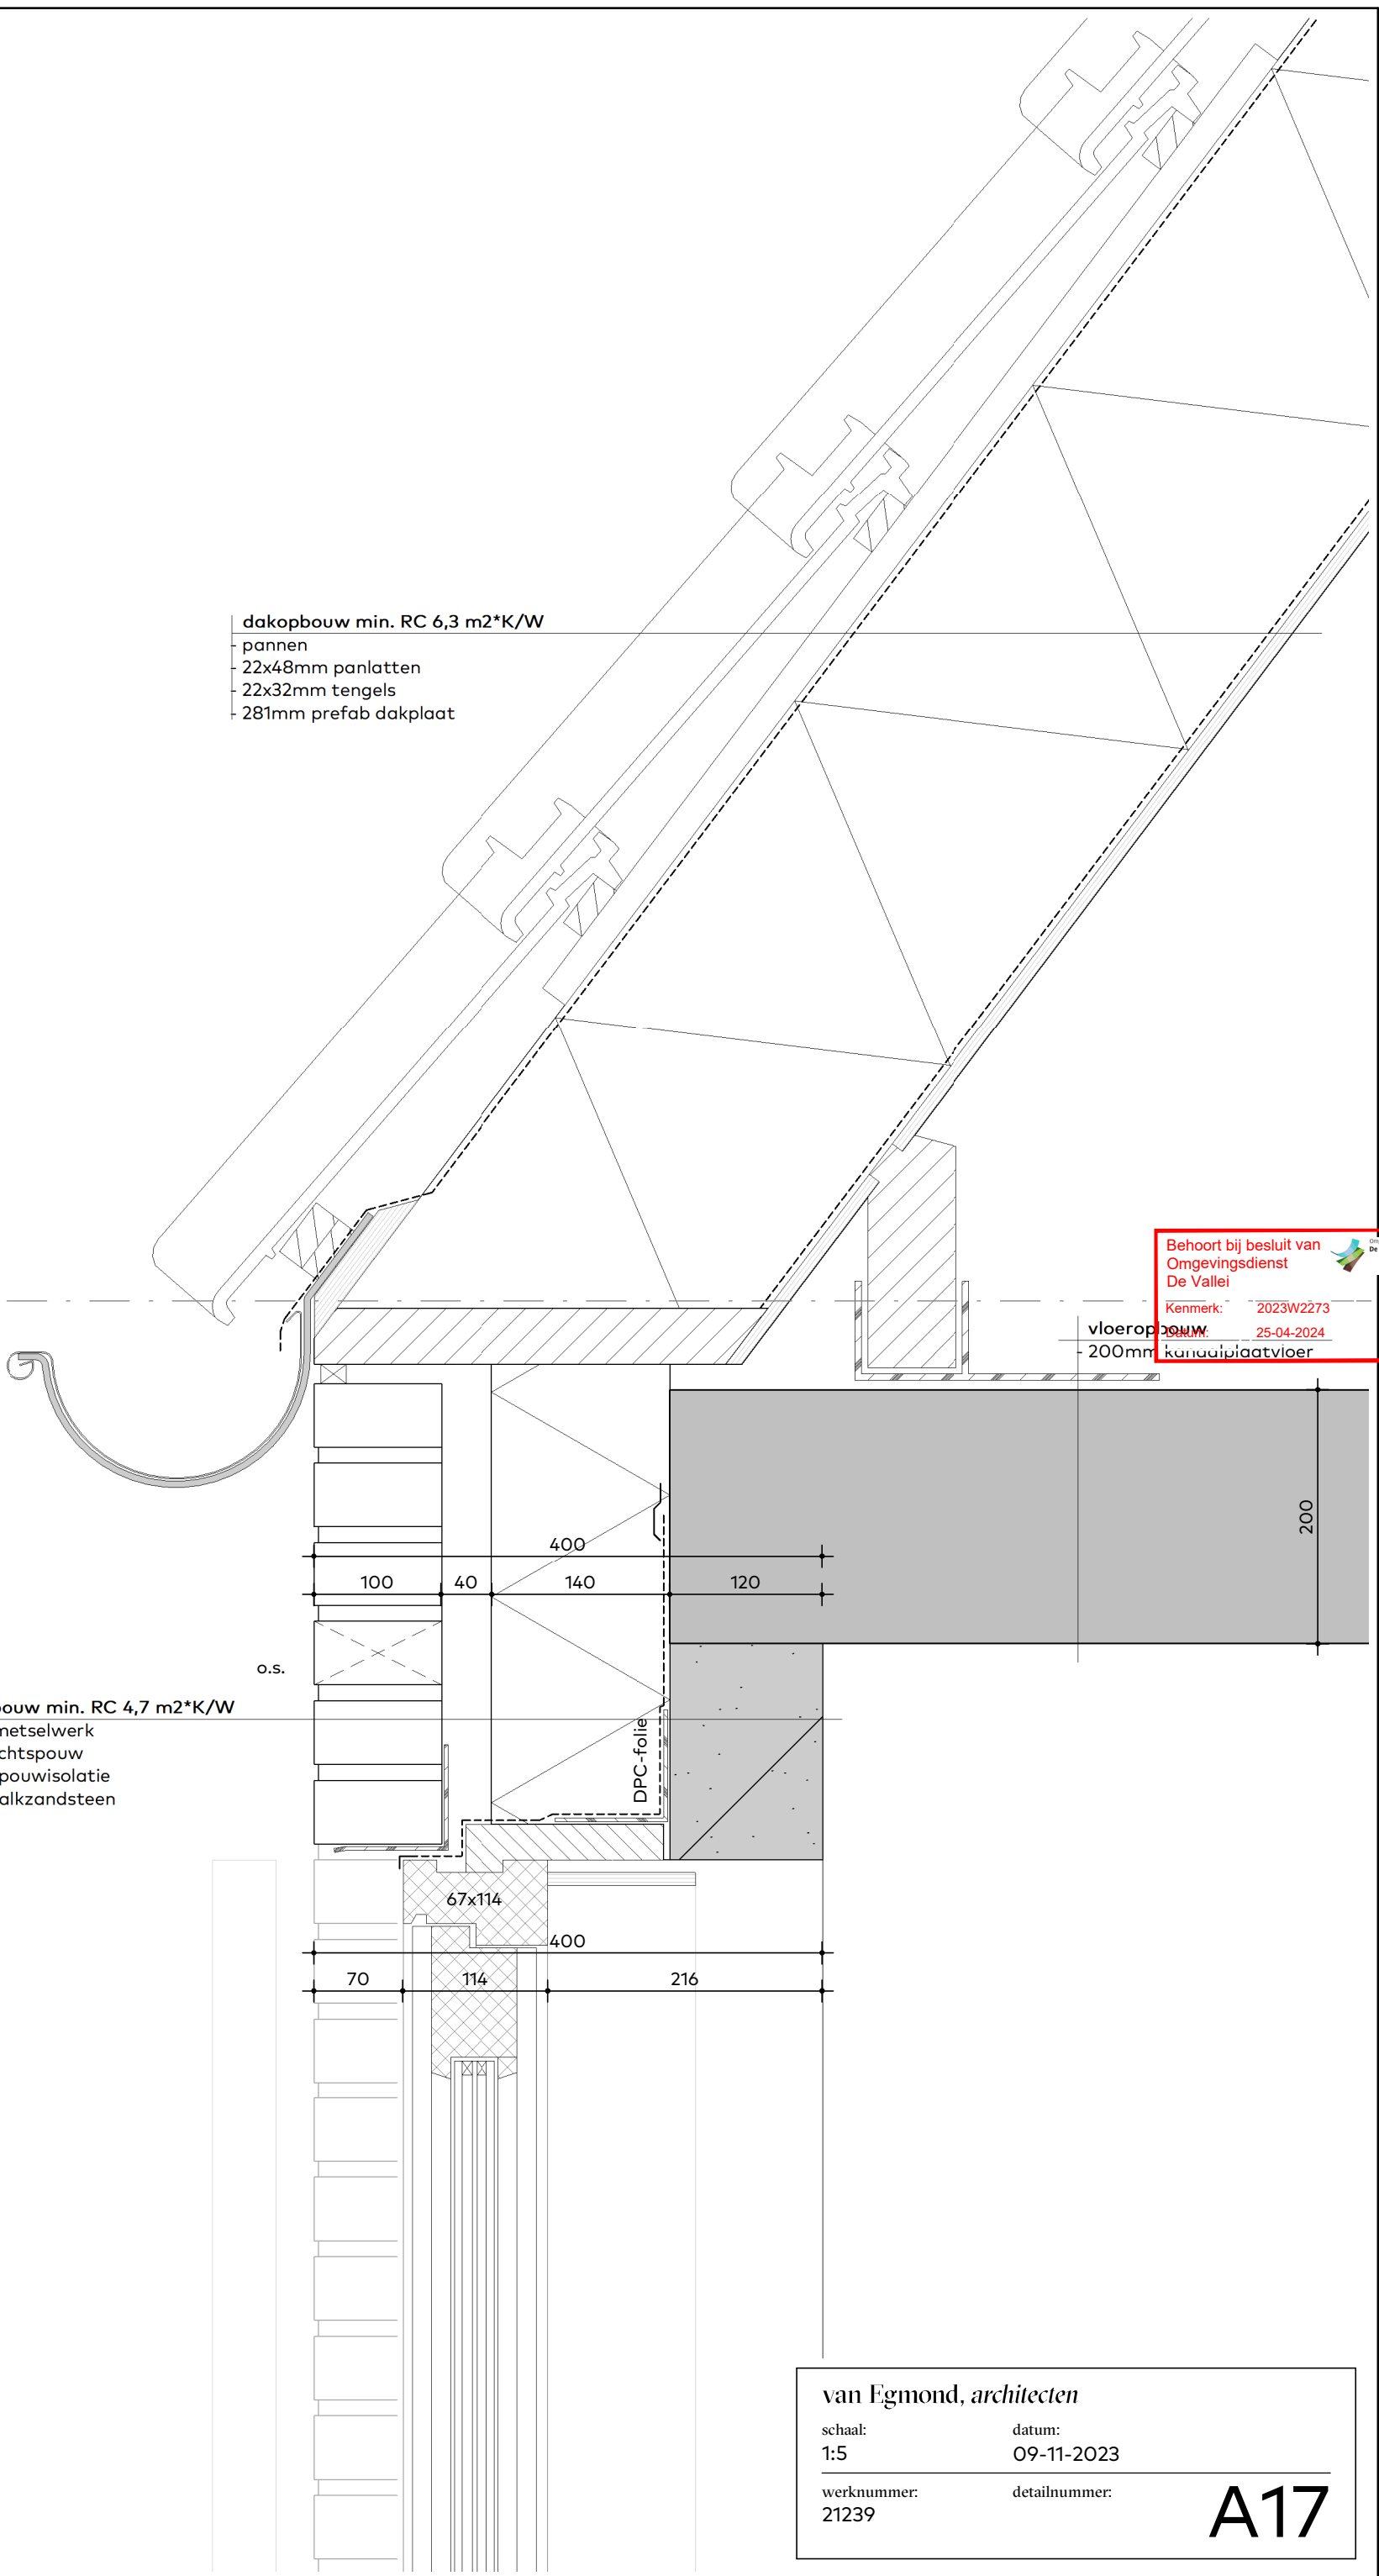 dakopbouw min. RC 6,3 m2*K/W
- pannen
- 22x48mm panlatten
- 22x32mm tengels
- 281mm prefab dakplaat
Behoort bij besluit van
Omgevingsdienst
De Vallei
Kenmerk: 2023W2273
Datum: 25-04-2024
vloeropbouw
- 200mm kanaalplaatvloer
200
400
100 40 140 120
o.s.
ouw min. RC 4,7 m2*K/W
metselwerk
chtspouw
pouwisolatie
alkzandsteen
DPC-folie
67x114
400
70 114 216
van Egmond, architecten
schaal: datum:
1:5 09-11-2023
werknummer: detailnummer:
21239 A17